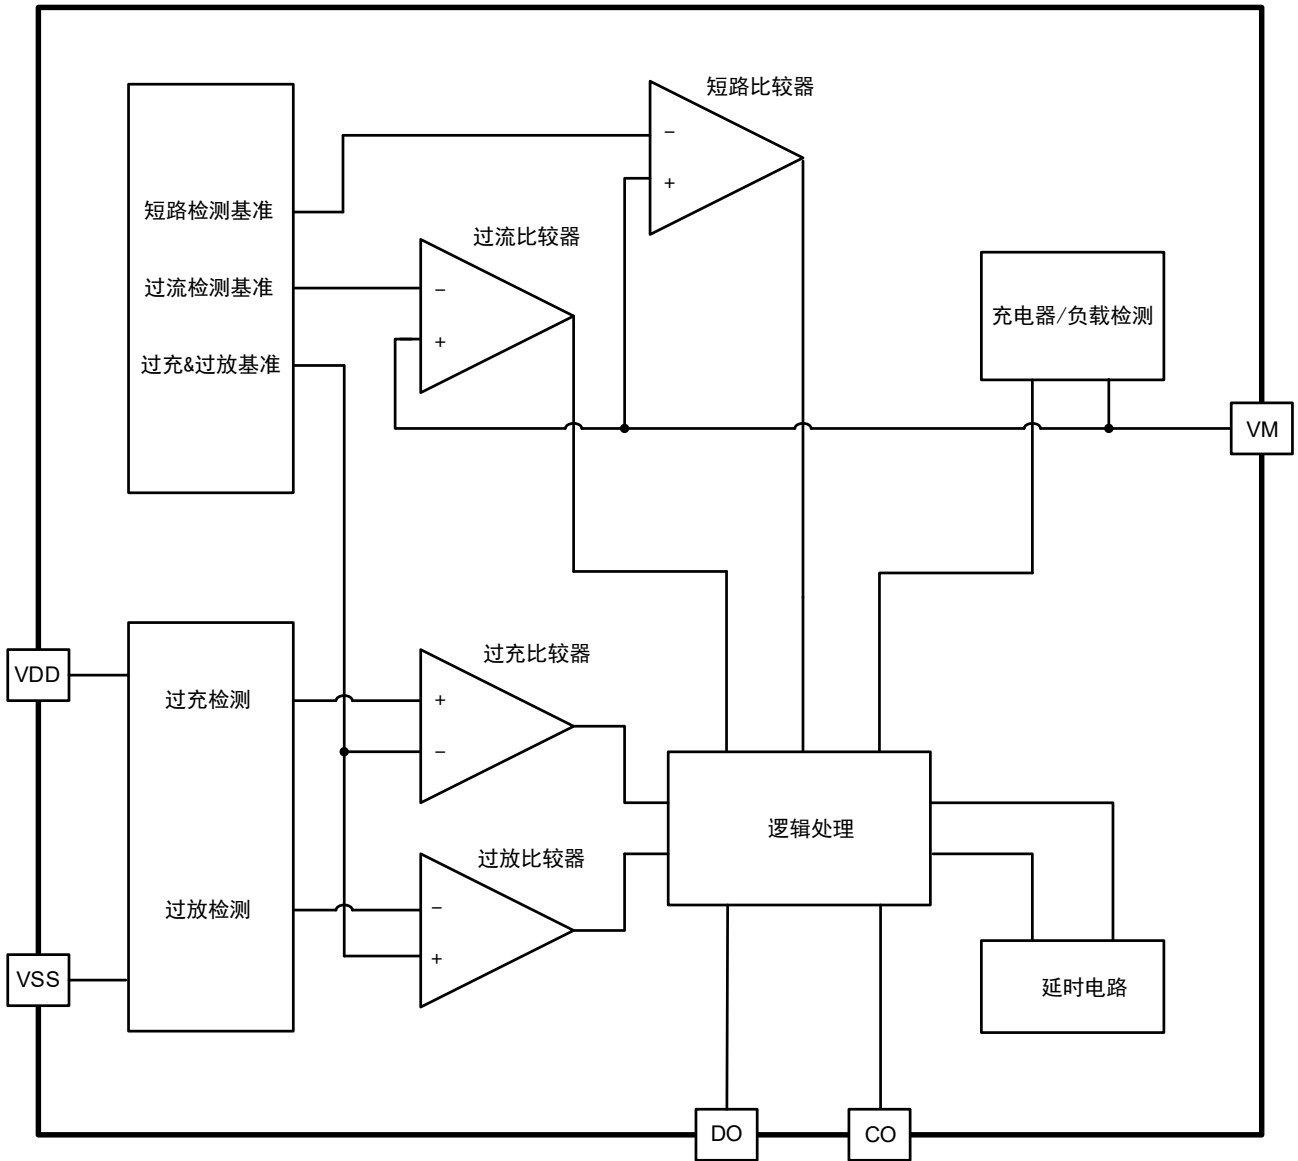 短路比较器
−
+
短路检测基准
过流比较器
过流检测基准
−
+
过充&过放基准
充电器/负载检测
VM
VDD
过充检测
过充比较器
+
−
逻辑处理
过放比较器
过放检测
−
+
VSS
延时电路
DO
CO